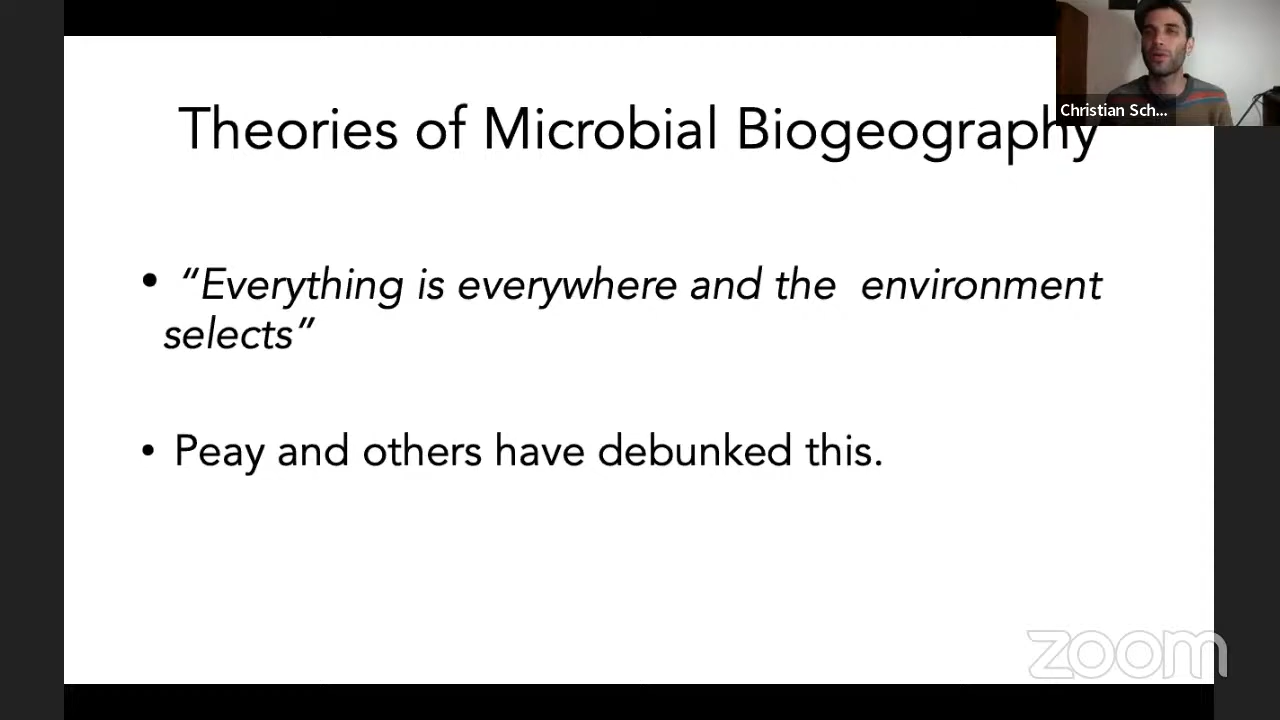 Christian Sch...
Theories of Microbial Biogeography
• “Everything is everywhere and the environment
selects”
• Peay and others have debunked this.
zoom